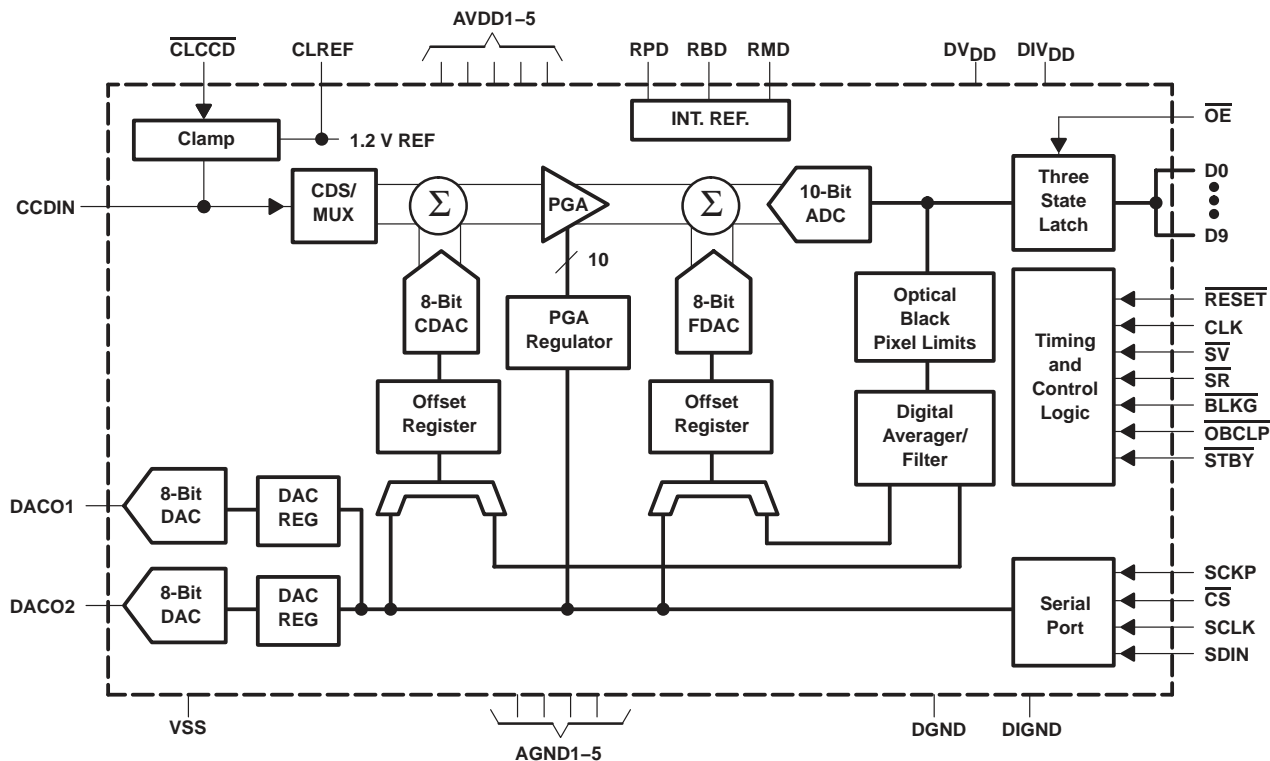 AVDD1–5
CLCCD
CLREF
RPD
RBD
RMD
DVDD
DIVDD
INT. REF.
OE
Clamp
1.2 V REF
CCDIN
CDS/
MUX
Σ
PGA
Σ
10-Bit
ADC
Three
State
Latch
D0
D9
10
8-Bit
CDAC
PGA
Regulator
8-Bit
FDAC
Optical
Black
Pixel Limits
Timing
and
Control
Logic
RESET
CLK
SV
SR
BLKG
OBCLP
STBY
Offset
Register
Offset
Register
Digital
Averager/
Filter
DACO1
8-Bit
DAC
DAC
REG
DACO2
8-Bit
DAC
DAC
REG
Serial
Port
SCKP
CS
SCLK
SDIN
VSS
AGND1–5
DGND
DIGND